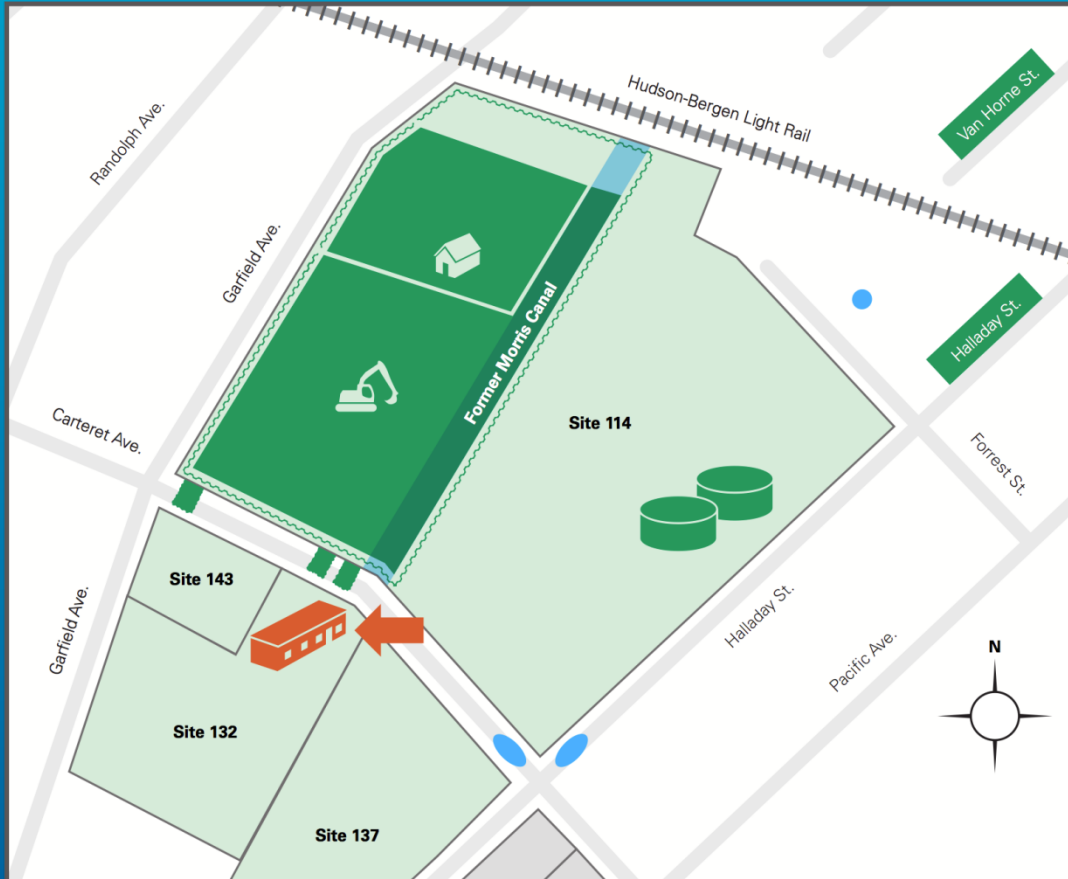 Hudson-Bergen Light Rail
Van Horne St.
Randolph Ave.
Garfield Ave.
Halladay St.
Former Morris Canal
Carteret Ave.
Site 114
Forrest St.
Site 143
Garfield Ave.
Halladay St.
Pacific Ave.
N
Site 132
Site 137